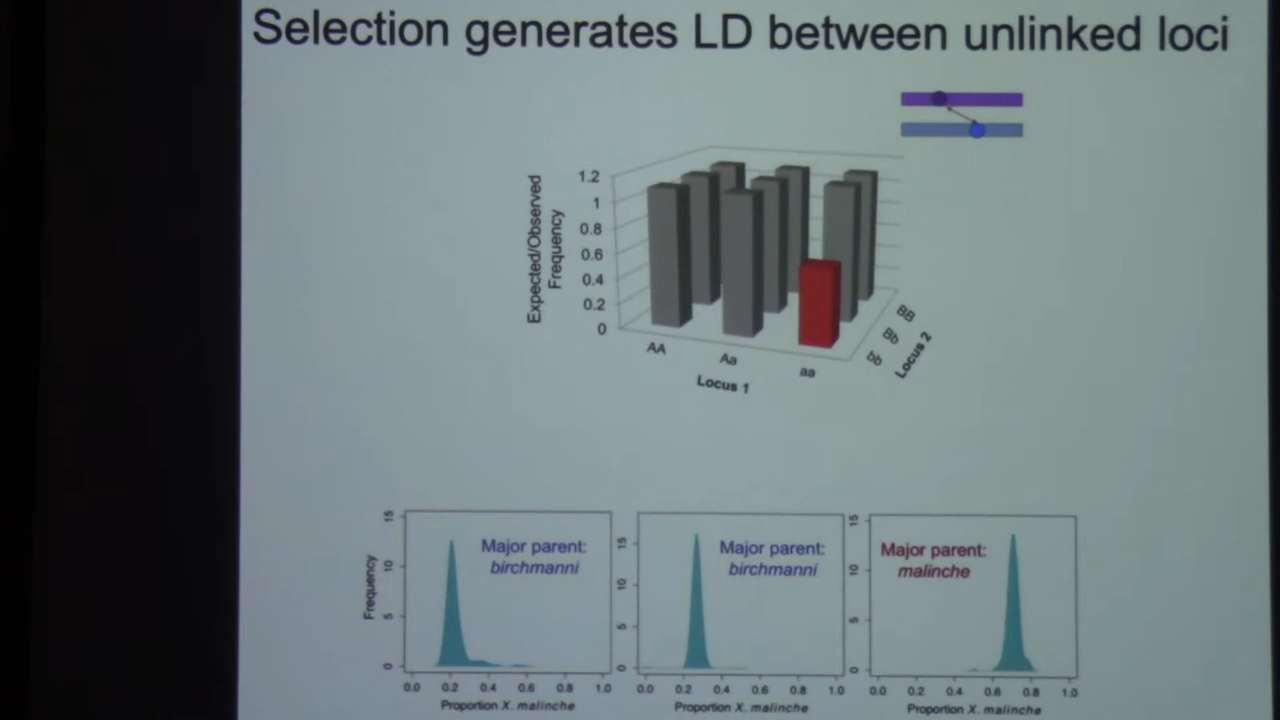 Selection generates LD between unlinked loci
Expected/Observed
Frequency
1.2
1
0.8
0.6
0.4
0.2
0
AA
Aa
aa
Locus 1
bb
Bb
BB
Locus 2
Frequency
15
10
5
0
Major parent:
birchmanni
0.0 0.2 0.4 0.6 0.8 1.0
Proportion X. malinche
15
10
5
0
Major parent:
birchmanni
0.0 0.2 0.4 0.6 0.8 1.0
Proportion X. malinche
15
10
5
0
Major parent:
malinche
0.0 0.2 0.4 0.6 0.8 1.0
Proportion X. malinche